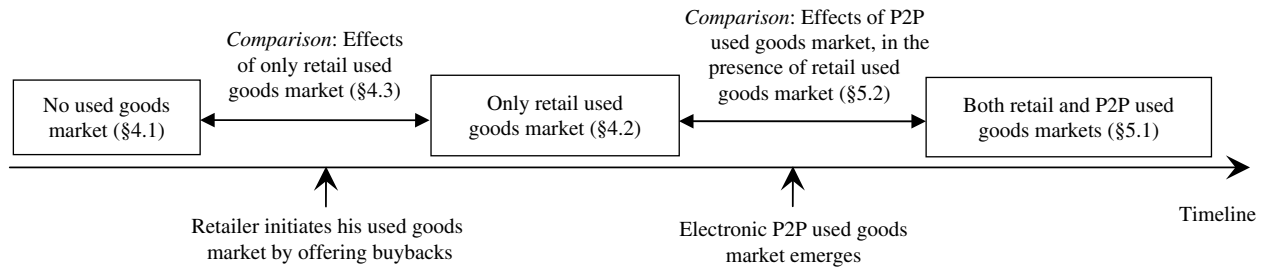 Comparison: Effects
of only retail used
goods market (§4.3)
Comparison: Effects of P2P
used goods market, in the
presence of retail used
goods market (§5.2)
No used goods
market (§4.1)
Only retail used
goods market (§4.2)
Both retail and P2P used
goods markets (§5.1)
Retailer initiates his used goods
market by offering buybacks
Electronic P2P used goods
market emerges
Timeline